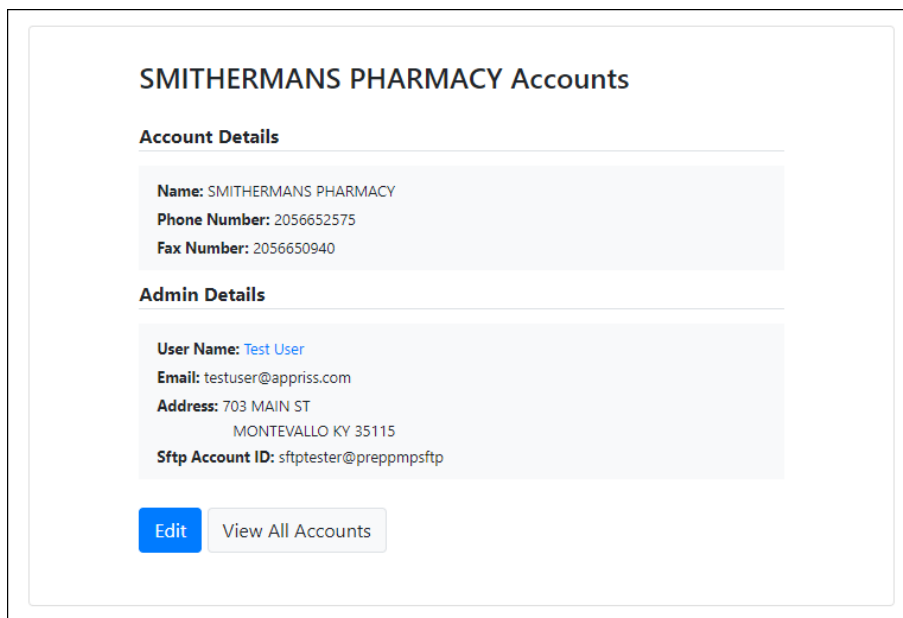 SMITHERMANS PHARMACY Accounts
Account Details
Name: SMITHERMANS PHARMACY
Phone Number: 2056652575
Fax Number: 2056650940
Admin Details
User Name: Test User
Email: testuser@appriss.com
Address: 703 MAIN ST
MONTEVALLO KY 35115
Sftp Account ID: sftptester@preppmpsftp
Edit View All Accounts